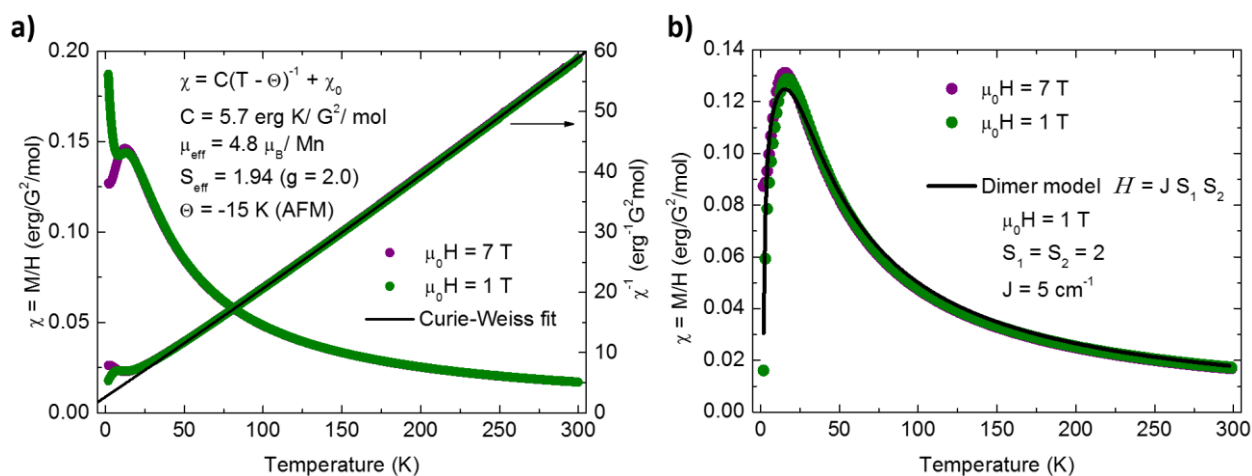 a)
χ = C(T - Θ)⁻¹ + χ₀
C = 5.7 erg K/ G²/ mol
μeff = 4.8 μB/ Mn
Seff = 1.94 (g = 2.0)
Θ = -15 K (AFM)
μ₀H = 7 T
μ₀H = 1 T
Curie-Weiss fit
χ = M/H (erg/G²/mol)
0.20
0.15
0.10
0.05
0.00
60
50
40
30
20
10
0
χ⁻¹ (erg⁻¹G²mol)
0 50 100 150 200 250 300
Temperature (K)
b)
μ₀H = 7 T
μ₀H = 1 T
Dimer model H = J S₁ S₂
μ₀H = 1 T
S₁ = S₂ = 2
J = 5 cm⁻¹
χ = M/H (erg/G²/mol)
0.14
0.12
0.10
0.08
0.06
0.04
0.02
0.00
0 50 100 150 200 250 300
Temperature (K)